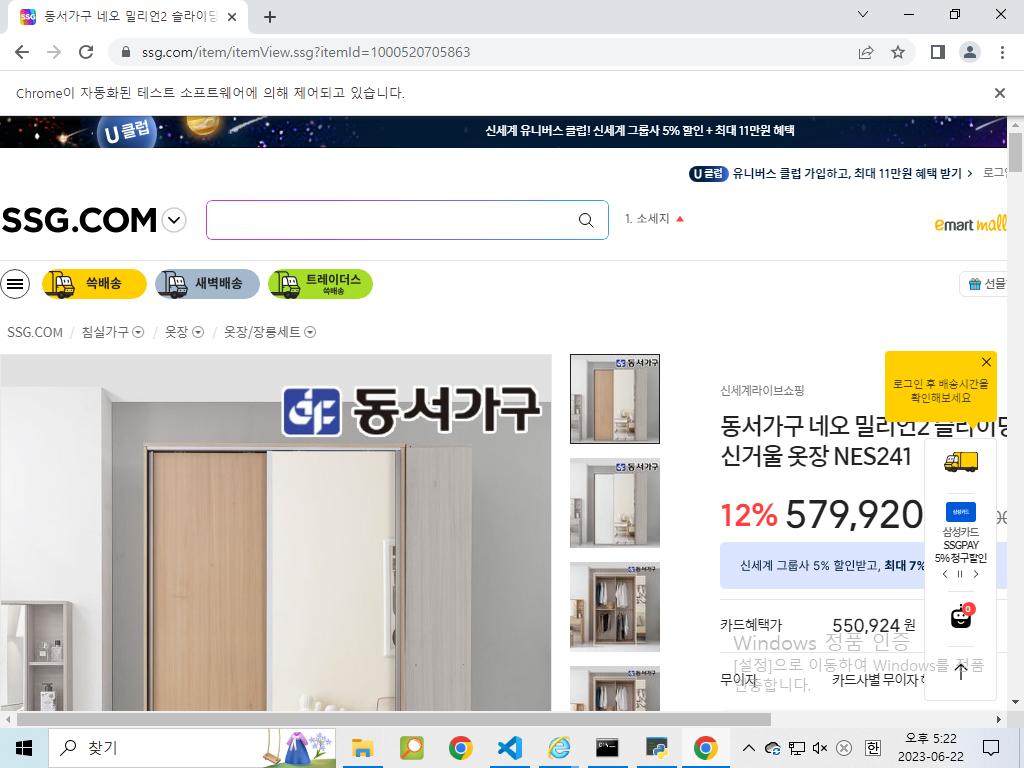 동서가구 네오 밀리언2 슬라이딩
ssg.com/item/itemView.ssg?itemId=1000520705863
Chrome이 자동화된 테스트 소프트웨어에 의해 제어되고 있습니다.
U 클럽
신세계 유니버스 클럽! 신세계 그룹사 5% 할인 + 최대 11만원 혜택
U 클럽 유니버스 클럽 가입하고, 최대 11만원 혜택 받기 >
SSG.COM
1. 소세지
emart mall
쓱배송
새벽배송
트레이더스
쓱배송
선물
SSG.COM / 침실가구 / 옷장 / 옷장/장롱세트
동서가구
로그인 후 배송시간을
확인해보세요
신세계라이브쇼핑
동서가구 네오 밀리언2 슬라이딩
신거울 옷장 NES241
12% 579,920
삼성카드
삼성카드
SSGPAY
5% 청구할인
신세계 그룹사 5% 할인받고, 최대 7%
0
카드혜택가 550,924 원
Windows 정품 인증
[설정]으로 이동하여 Windows를 정품
인증합니다.
무이자 카드사별 무이자
찾기
한
오후 5:22
2023-06-22